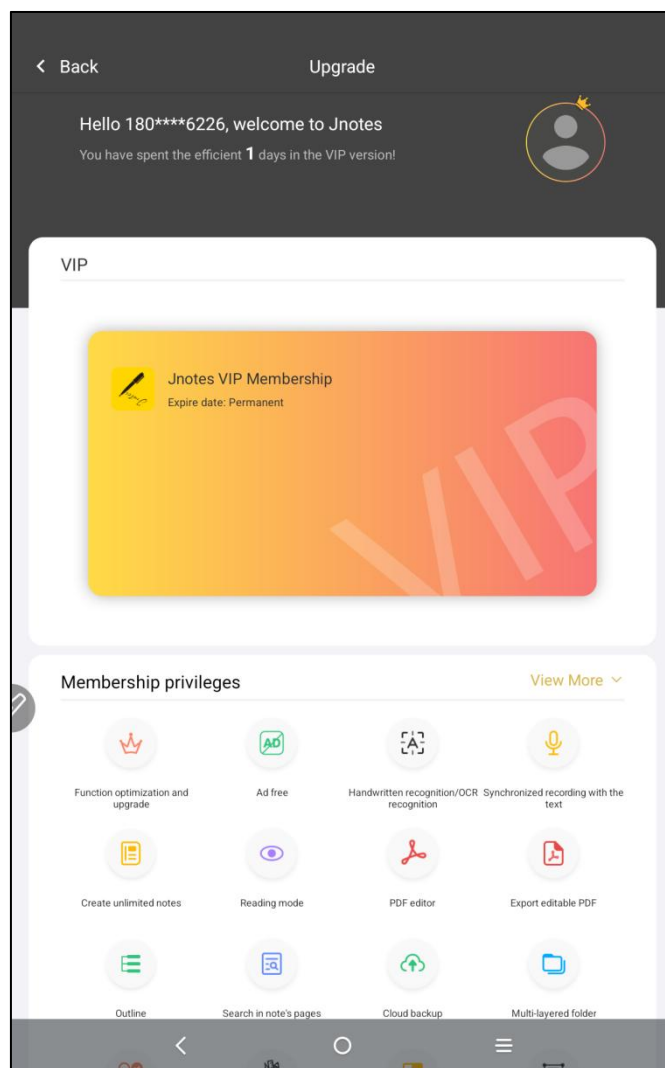 Back
Upgrade
Hello 180****6226, welcome to Jnotes
You have spent the efficient 1 days in the VIP version!
VIP
Jnotes VIP Membership
Expire date: Permanent
VIP
Membership privileges
View More
Function optimization and
upgrade
AD
Ad free
A
Handwritten recognition/OCR
recognition
Synchronized recording with the
text
Create unlimited notes
Reading mode
PDF editor
Export editable PDF
Outline
Search in note's pages
Cloud backup
Multi-layered folder